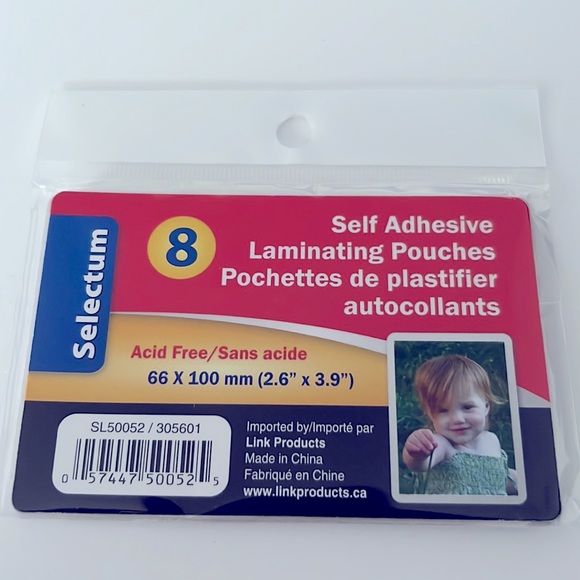 Selectum
8
Self Adhesive
Laminating Pouches
Pochettes de plastifier
autocollants
Acid Free/Sans acide
66 X 100 mm (2.6” x 3.9”)
SL50052 / 305601
0 57447 50052 5
Imported by/Importé par
Link Products
Made in China
Fabriqué en Chine
www.linkproducts.ca